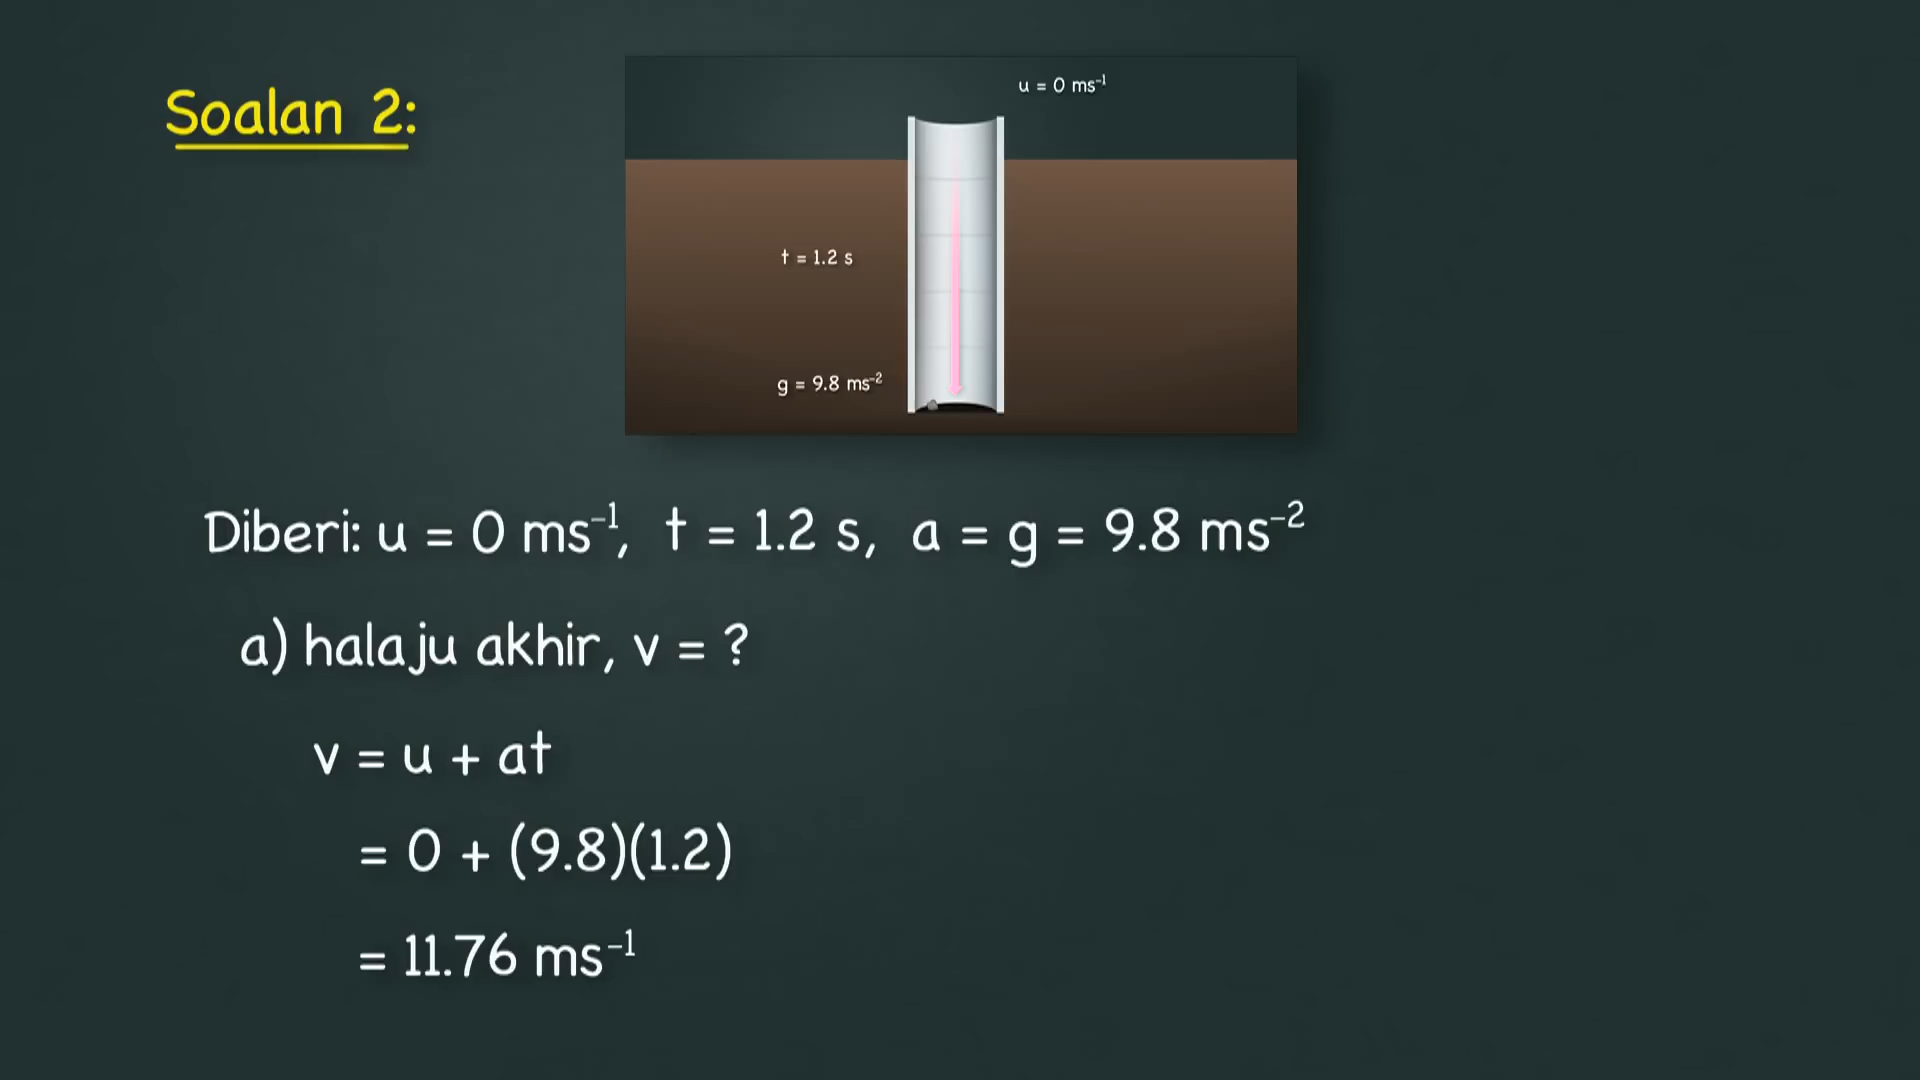 Soalan 2:
u = 0 ms⁻¹
t = 1.2 s
g = 9.8 ms⁻²
Diberi: u = 0 ms⁻¹, t = 1.2 s, a = g = 9.8 ms⁻²
a) halaju akhir, v = ?
v = u + at
= 0 + (9.8)(1.2)
= 11.76 ms⁻¹